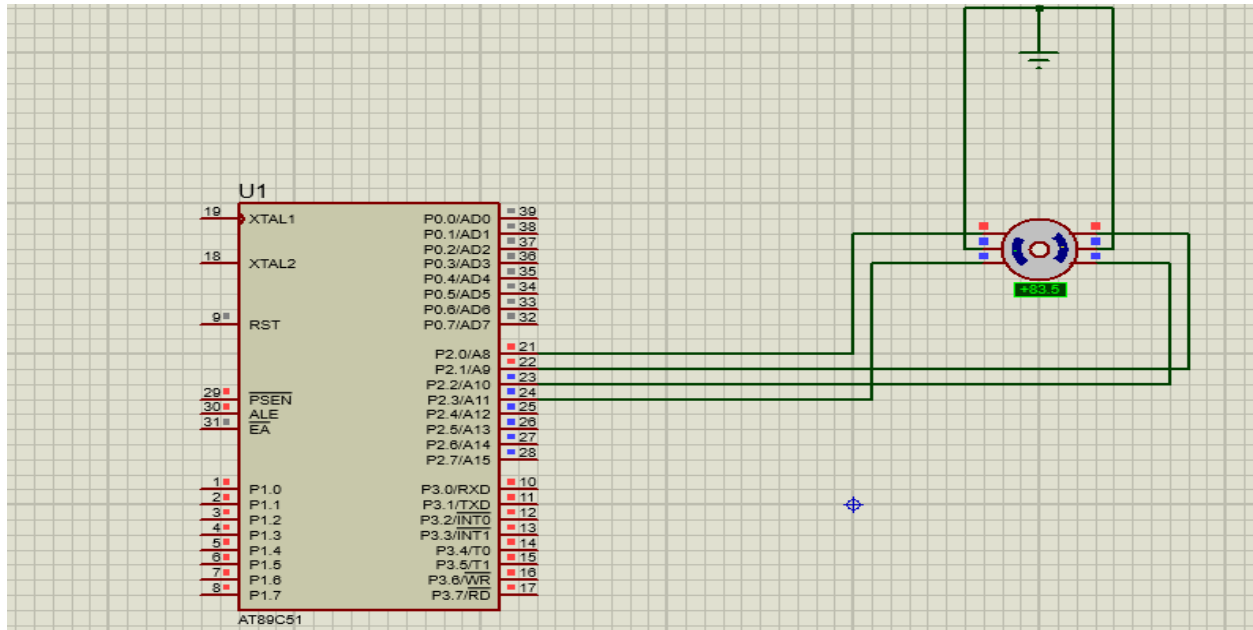 U1
19 XTAL1
18 XTAL2
9 RST
29 PSEN
30 ALE
31 EA
1 P1.0
2 P1.1
3 P1.2
4 P1.3
5 P1.4
6 P1.5
7 P1.6
8 P1.7
P0.0/AD0 39
P0.1/AD1 38
P0.2/AD2 37
P0.3/AD3 36
P0.4/AD4 35
P0.5/AD5 34
P0.6/AD6 33
P0.7/AD7 32
P2.0/A8 21
P2.1/A9 22
P2.2/A10 23
P2.3/A11 24
P2.4/A12 25
P2.5/A13 26
P2.6/A14 27
P2.7/A15 28
P3.0/RXD 10
P3.1/TXD 11
P3.2/INT0 12
P3.3/INT1 13
P3.4/T0 14
P3.5/T1 15
P3.6/WR 16
P3.7/RD 17
AT89C51
+83.5